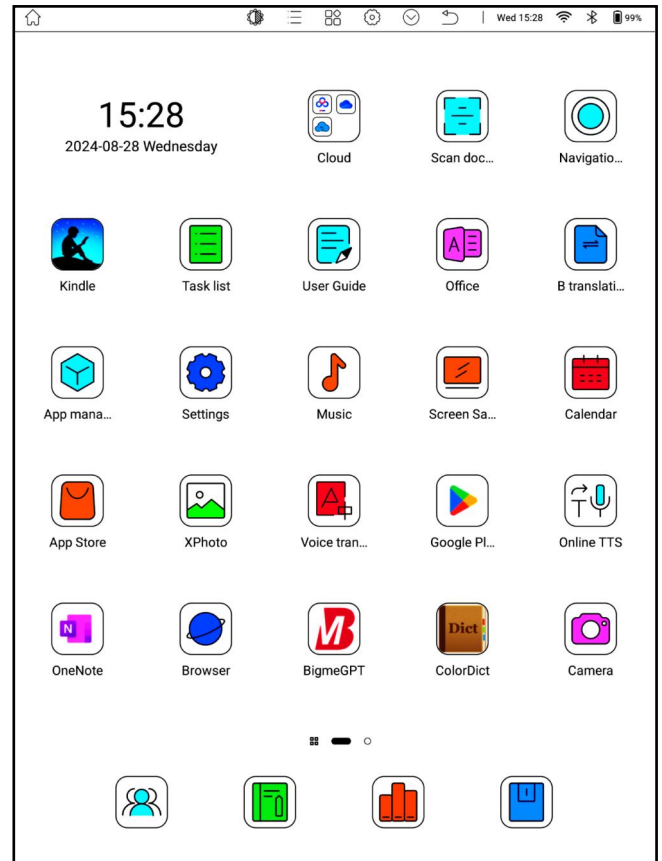 Wed 15:28
99%
15:28
2024-08-28 Wednesday
Cloud
Scan doc...
Navigatio...
A
Kindle
Task list
User Guide
Office
B translati...
App mana...
Settings
Music
Screen Sa...
Calendar
A
T
App Store
XPhoto
Voice tran...
Google Pl...
Online TTS
N
Dict
OneNote
Browser
BigmeGPT
ColorDict
Camera